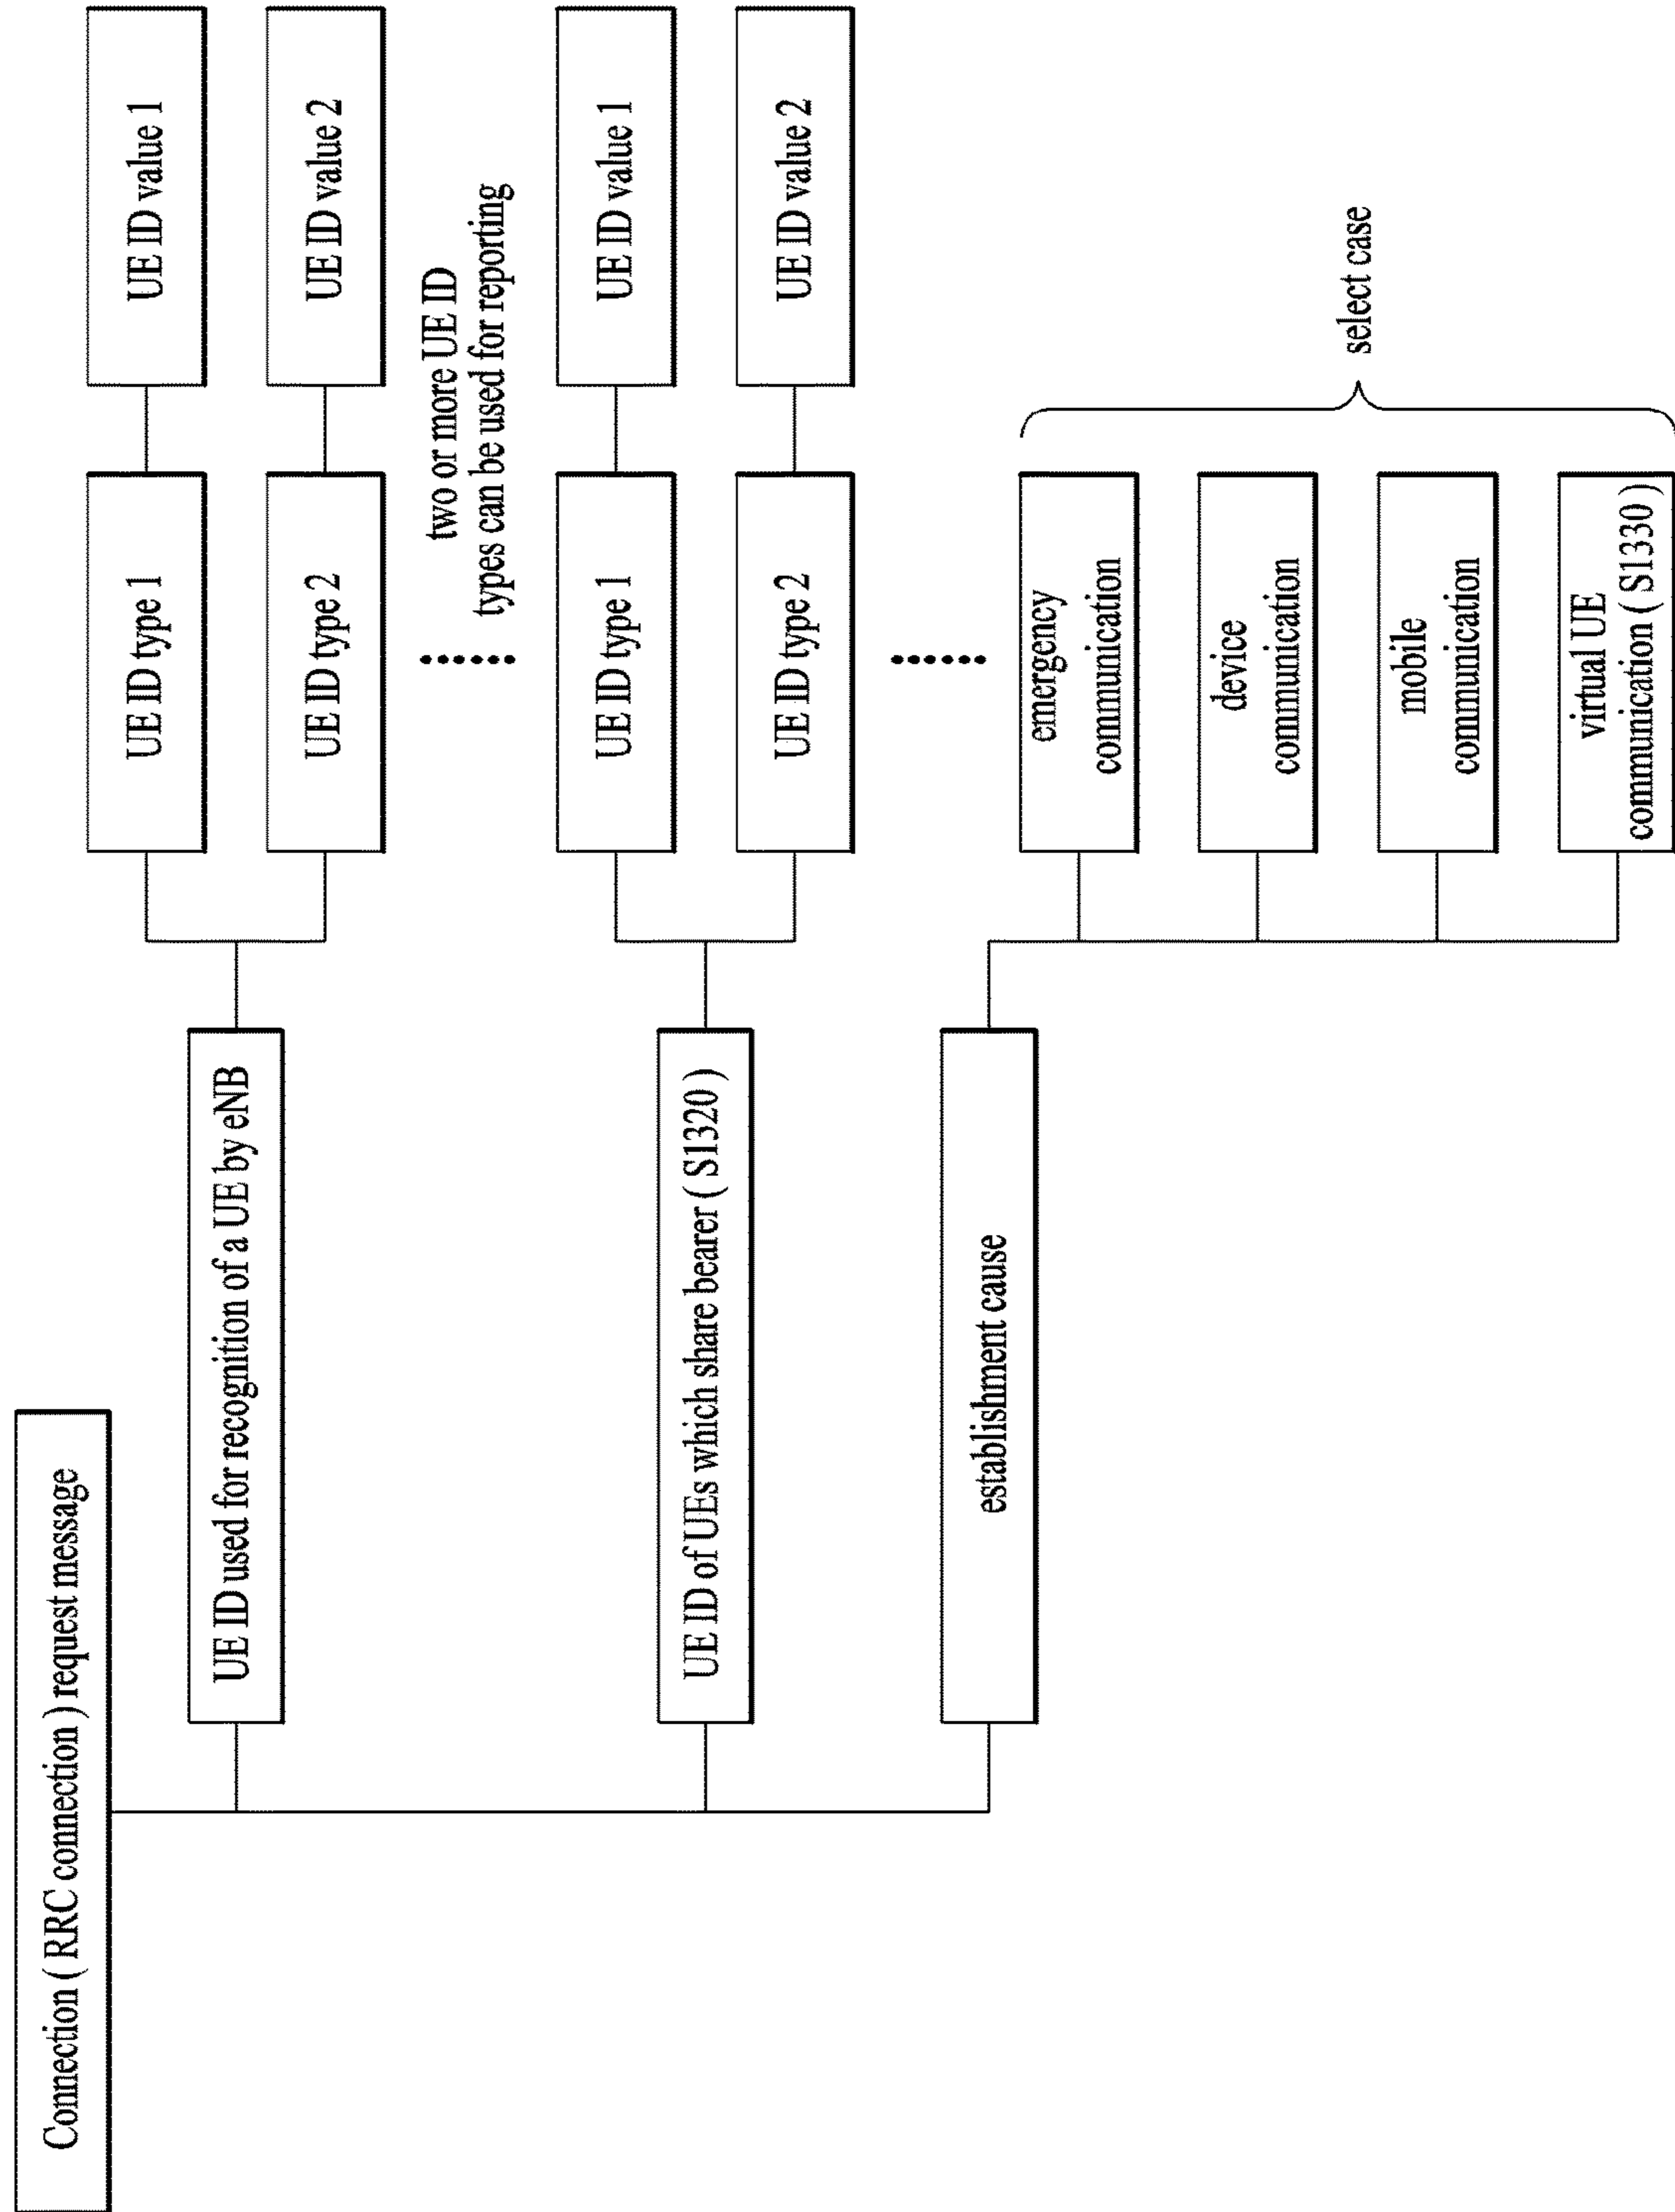 Connection ( RRC connection ) request message
UE ID used for recognition of a UE by eNB
UE ID type 1
UE ID value 1
UE ID type 2
UE ID value 2
two or more UE ID
types can be used for reporting
UE ID of UEs which share bearer ( S1320 )
UE ID type 1
UE ID value 1
UE ID type 2
UE ID value 2
establishment cause
emergency
communication
device
communication
mobile
communication
virtual UE
communication ( S1330 )
select case